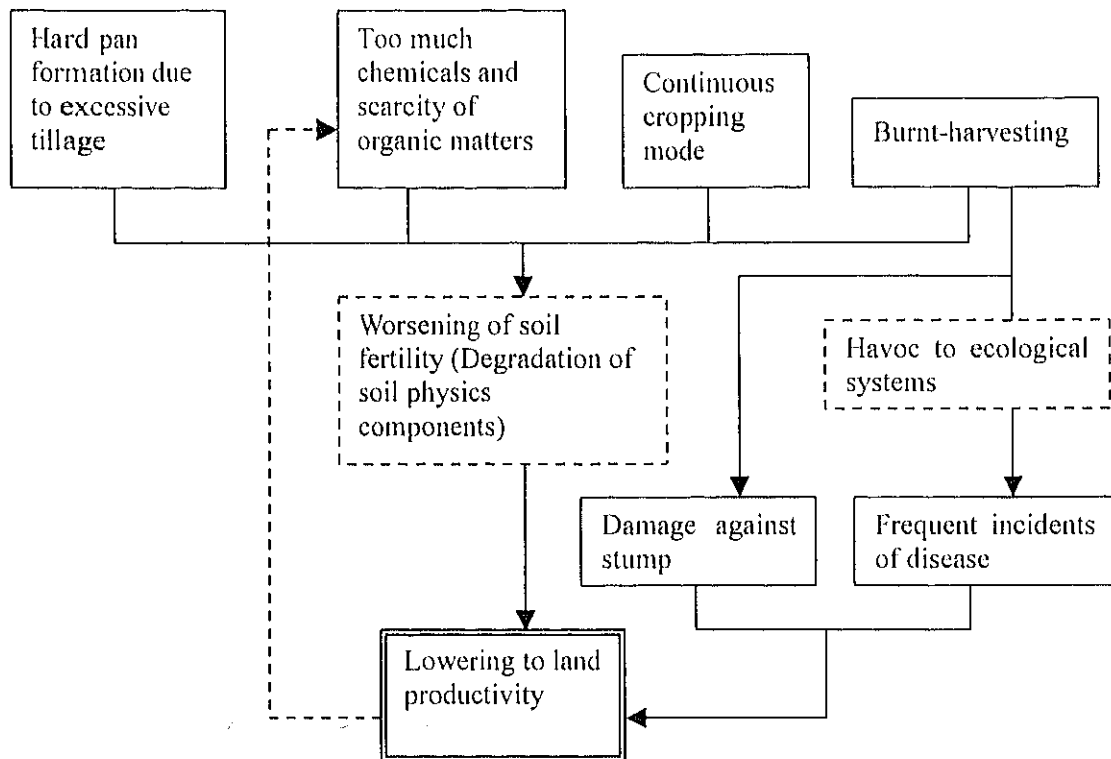 Hard pan
formation due
to excessive
tillage
Too much
chemicals and
scarcity of
organic matters
Continuous
cropping
mode
Burnt-harvesting
Worsening of soil
fertility (Degradation of
soil physics
components)
Havoc to ecological
systems
Damage against
stump
Frequent incidents
of disease
Lowering to land
productivity